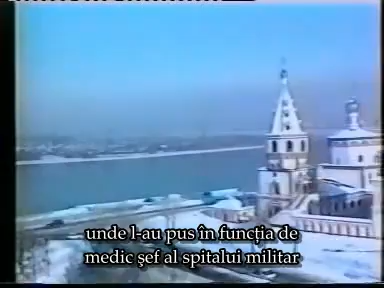 unde l-au pus în funcția de
medic șef al spitalui militar